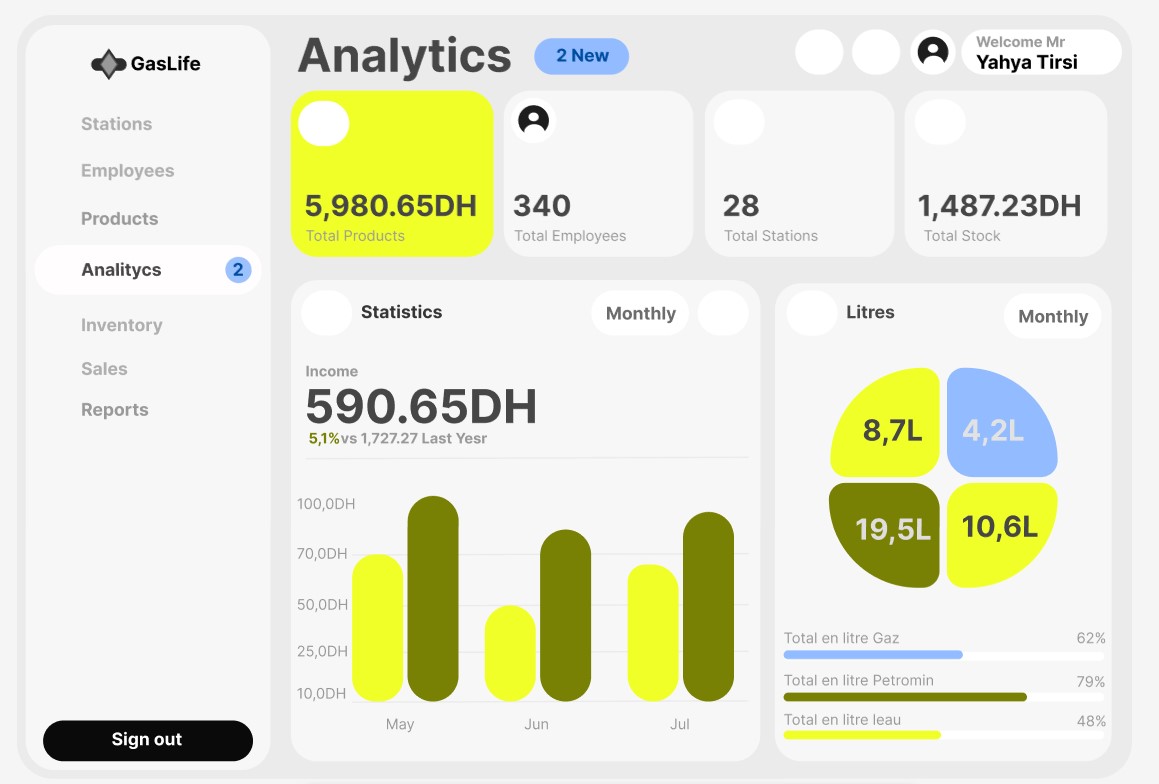 GasLife
Stations
Employees
Products
Analitycs 2
Inventory
Sales
Reports
Sign out
Analytics
2 New
Welcome Mr
Yahya Tirsi
5,980.65DH
Total Products
340
Total Employees
28
Total Stations
1,487.23DH
Total Stock
Statistics
Monthly
Income
590.65DH
5,1%vs 1,727.27 Last Yesr
100,0DH
70,0DH
50,0DH
25,0DH
10,0DH
May Jun Jul
Litres
Monthly
8,7L 4,2L
19,5L 10,6L
Total en litre Gaz 62%
Total en litre Petromin 79%
Total en litre leau 48%